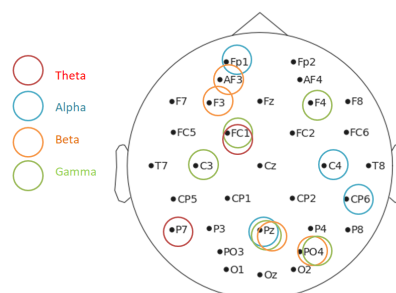 Theta
Alpha
Beta
Gamma
Fp1 Fp2
AF3 AF4
F7 F3 Fz F4 F8
FC5 FC1 FC2 FC6
T7 C3 Cz C4 T8
CP5 CP1 CP2 CP6
P7 P3 Pz P4 P8
PO3 PO4
O1 Oz O2